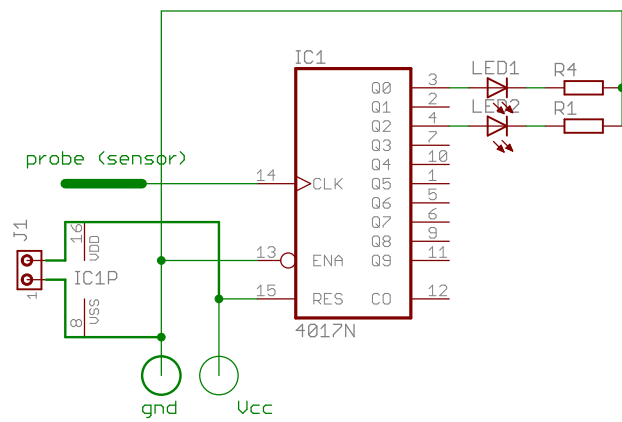 IC1
LED1
R4
3
Q0
Q1
2
LED2
R1
4
Q2
7
Q3
10
Q4
probe (sensor)
14
CLK
Q5
1
Q6
5
Q7
6
J1
16
VDD
Q8
9
13
ENA
Q9
11
IC1P
1
15
RES
CO
12
8
VSS
4017N
gnd
Vcc